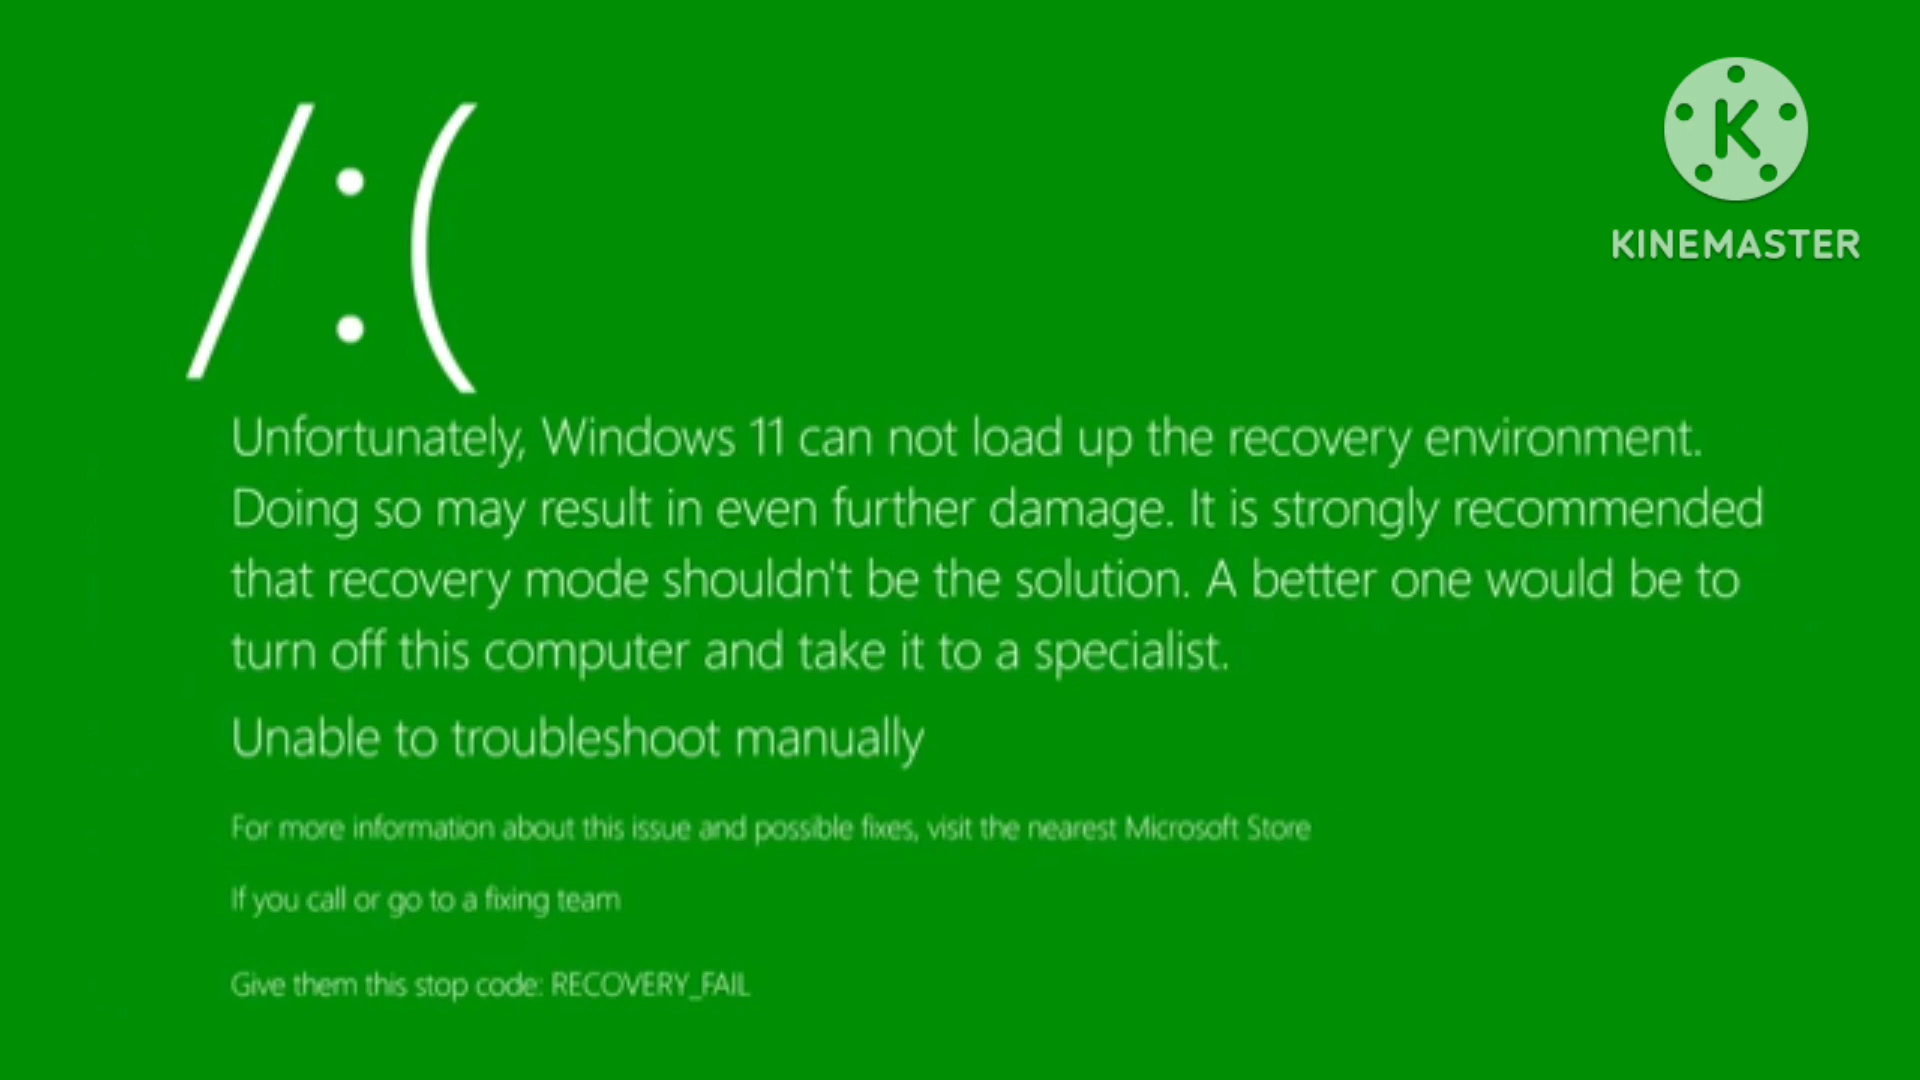 /:(
K
KINEMASTER
Unfortunately, Windows 11 can not load up the recovery environment.
Doing so may result in even further damage. It is strongly recommended
that recovery mode shouldn't be the solution. A better one would be to
turn off this computer and take it to a specialist.
Unable to troubleshoot manually
For more information about this issue and possible fixes, visit the nearest Microsoft Store
If you call or go to a fixing team
Give them this stop code: RECOVERY_FAIL